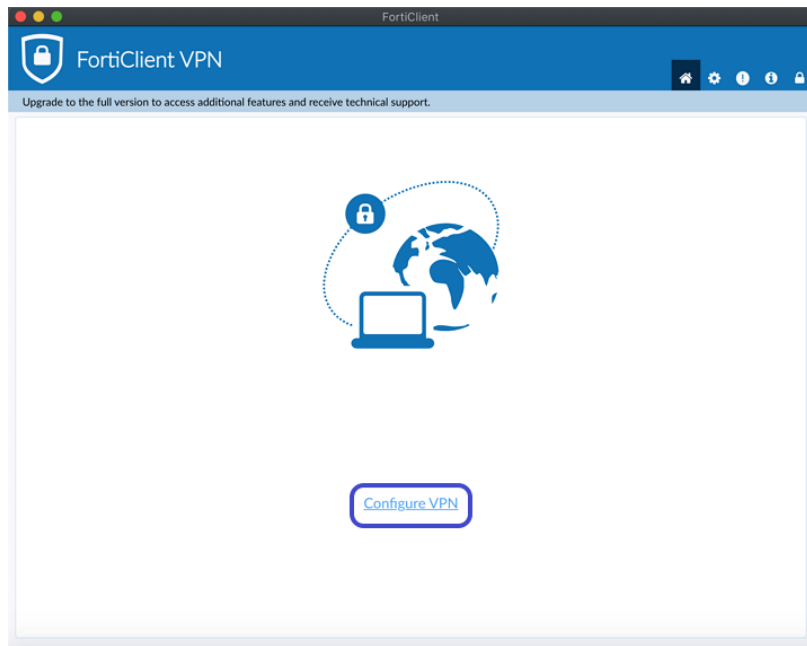 FortiClient
FortiClient VPN
Upgrade to the full version to access additional features and receive technical support.
Configure VPN